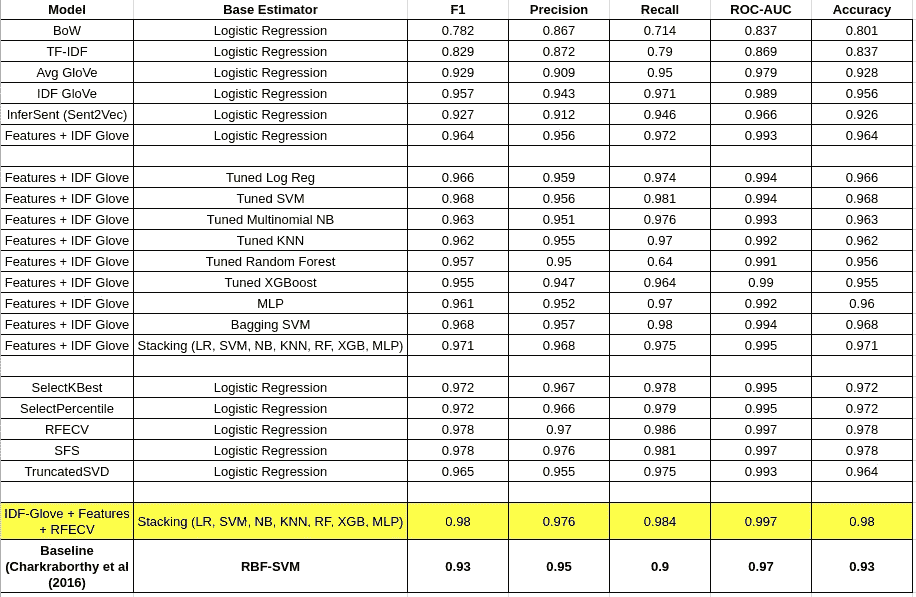 Model Base Estimator F1 Precision Recall ROC-AUC Accuracy
BoW Logistic Regression 0.782 0.867 0.714 0.837 0.801
TF-IDF Logistic Regression 0.829 0.872 0.79 0.869 0.837
Avg GloVe Logistic Regression 0.929 0.909 0.95 0.979 0.928
IDF GloVe Logistic Regression 0.957 0.943 0.971 0.989 0.956
InferSent (Sent2Vec) Logistic Regression 0.927 0.912 0.946 0.966 0.926
Features + IDF Glove Logistic Regression 0.964 0.956 0.972 0.993 0.964
Features + IDF Glove Tuned Log Reg 0.966 0.959 0.974 0.994 0.966
Features + IDF Glove Tuned SVM 0.968 0.956 0.981 0.994 0.968
Features + IDF Glove Tuned Multinomial NB 0.963 0.951 0.976 0.993 0.963
Features + IDF Glove Tuned KNN 0.962 0.955 0.97 0.992 0.962
Features + IDF Glove Tuned Random Forest 0.957 0.95 0.64 0.991 0.956
Features + IDF Glove Tuned XGBoost 0.955 0.947 0.964 0.99 0.955
Features + IDF Glove MLP 0.961 0.952 0.97 0.992 0.96
Features + IDF Glove Bagging SVM 0.968 0.957 0.98 0.994 0.968
Features + IDF Glove Stacking (LR, SVM, NB, KNN, RF, XGB, MLP) 0.971 0.968 0.975 0.995 0.971
SelectKBest Logistic Regression 0.972 0.967 0.978 0.995 0.972
SelectPercentile Logistic Regression 0.972 0.966 0.979 0.995 0.972
RFECV Logistic Regression 0.978 0.97 0.986 0.997 0.978
SFS Logistic Regression 0.978 0.976 0.981 0.997 0.978
TruncatedSVD Logistic Regression 0.965 0.955 0.975 0.993 0.964
IDF-Glove + Features
+ RFECV Stacking (LR, SVM, NB, KNN, RF, XGB, MLP) 0.98 0.976 0.984 0.997 0.98
Baseline
(Charkraborthy et al RBF-SVM 0.93 0.95 0.9 0.97 0.93
(2016)